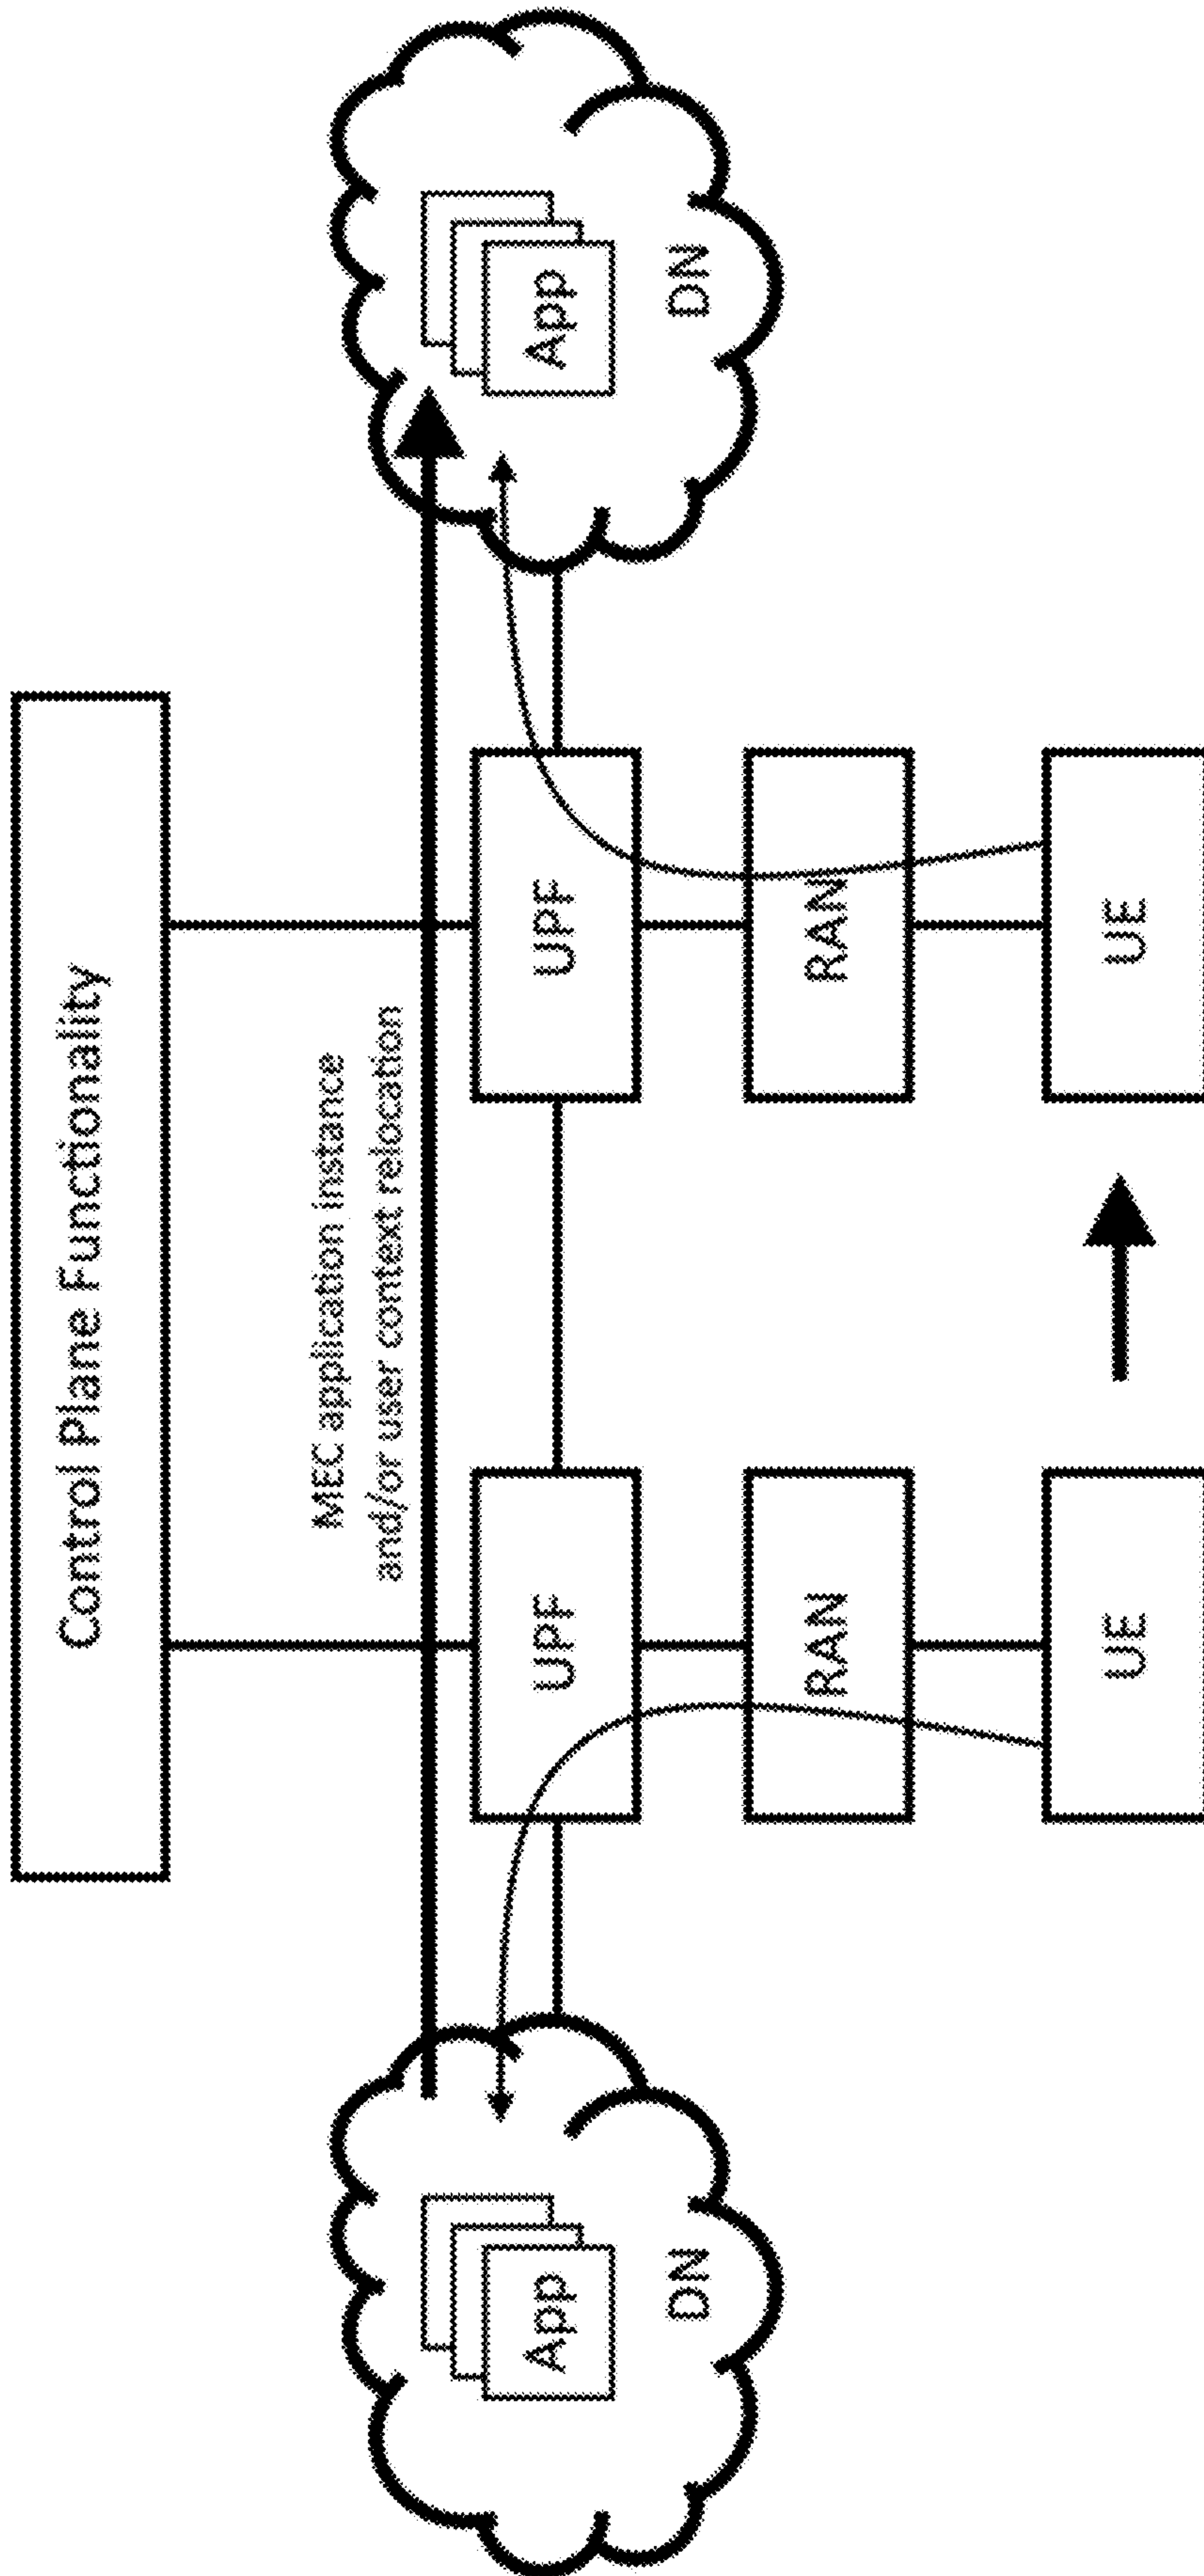 Control Plane Functionality
MEC application instance
and/or user context relocation
App
DN
UPF
UPF
App
DN
RAN
RAN
UE
UE